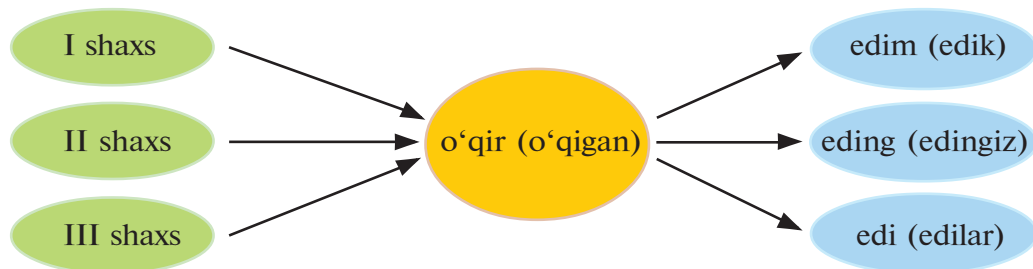 I shaxs
II shaxs
III shaxs
o‘qir (o‘qigan)
edim (edik)
eding (edingiz)
edi (edilar)